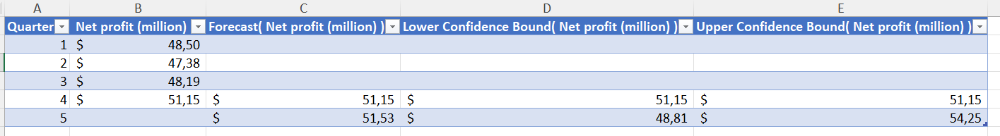 A B C D E
Quarter Net profit (million) Forecast( Net profit (million) ) Lower Confidence Bound( Net profit (million) ) Upper Confidence Bound( Net profit (million) )
1 $ 48,50
2 $ 47,38
3 $ 48,19
4 $ 51,15 $ 51,15 $ 51,15 $ 51,15
5 $ 51,53 $ 48,81 $ 54,25